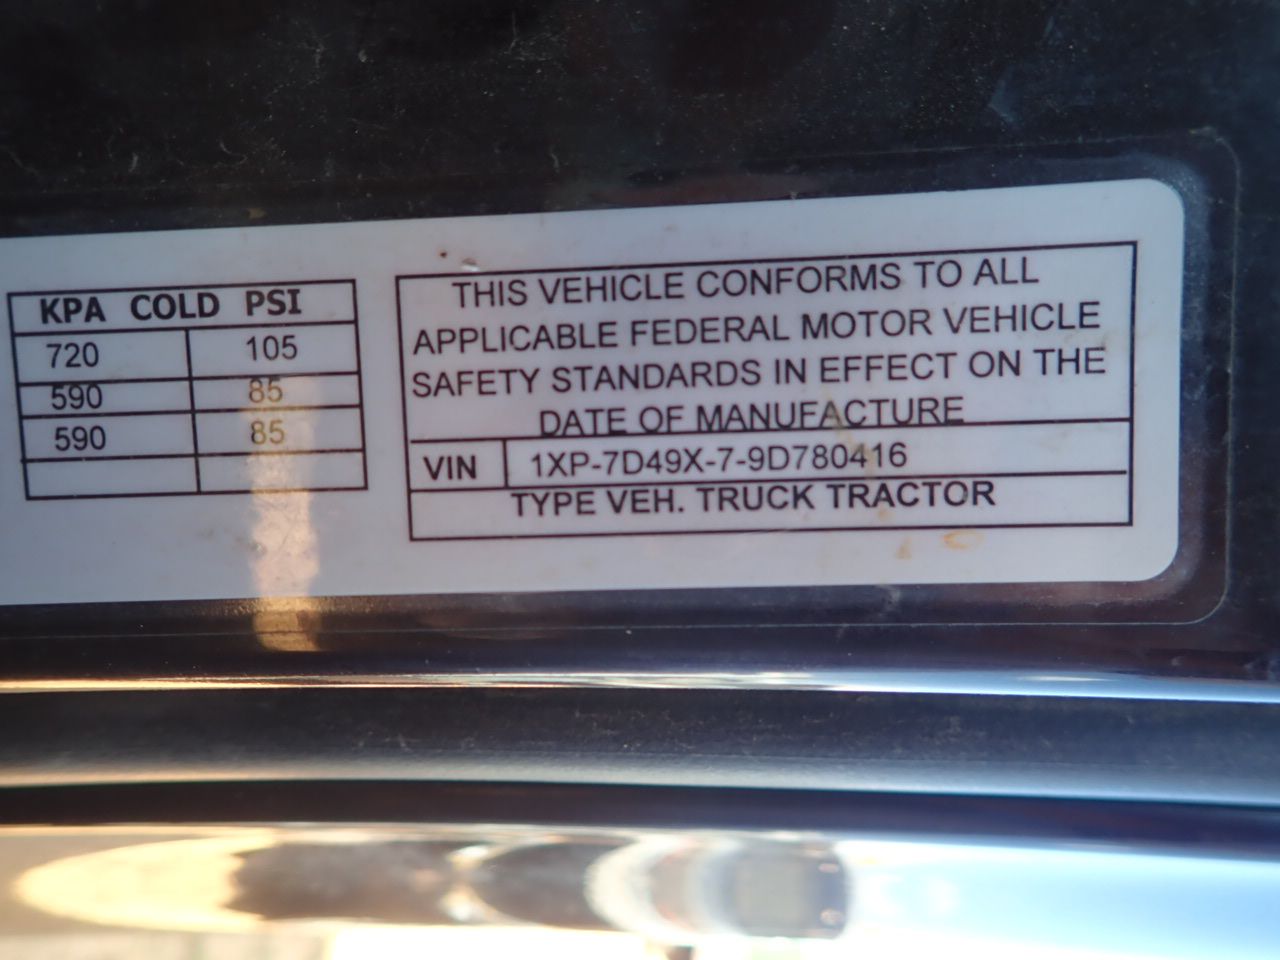 KPA COLD PSI
720 105
590 85
590 85
THIS VEHICLE CONFORMS TO ALL
APPLICABLE FEDERAL MOTOR VEHICLE
SAFETY STANDARDS IN EFFECT ON THE
DATE OF MANUFACTURE
VIN 1XP-7D49X-7-9D780416
TYPE VEH. TRUCK TRACTOR